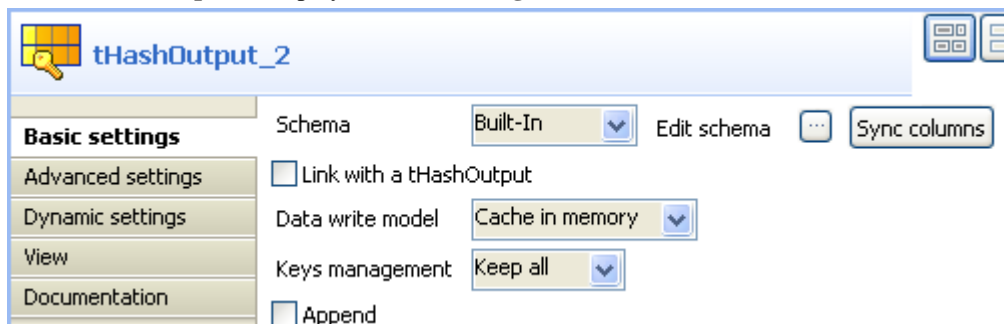 tHashOutput_2
Basic settings
Schema Built-In Edit schema ... Sync columns
Advanced settings
Link with a tHashOutput
Dynamic settings
Data write model Cache in memory
View
Keys management Keep all
Documentation
Append